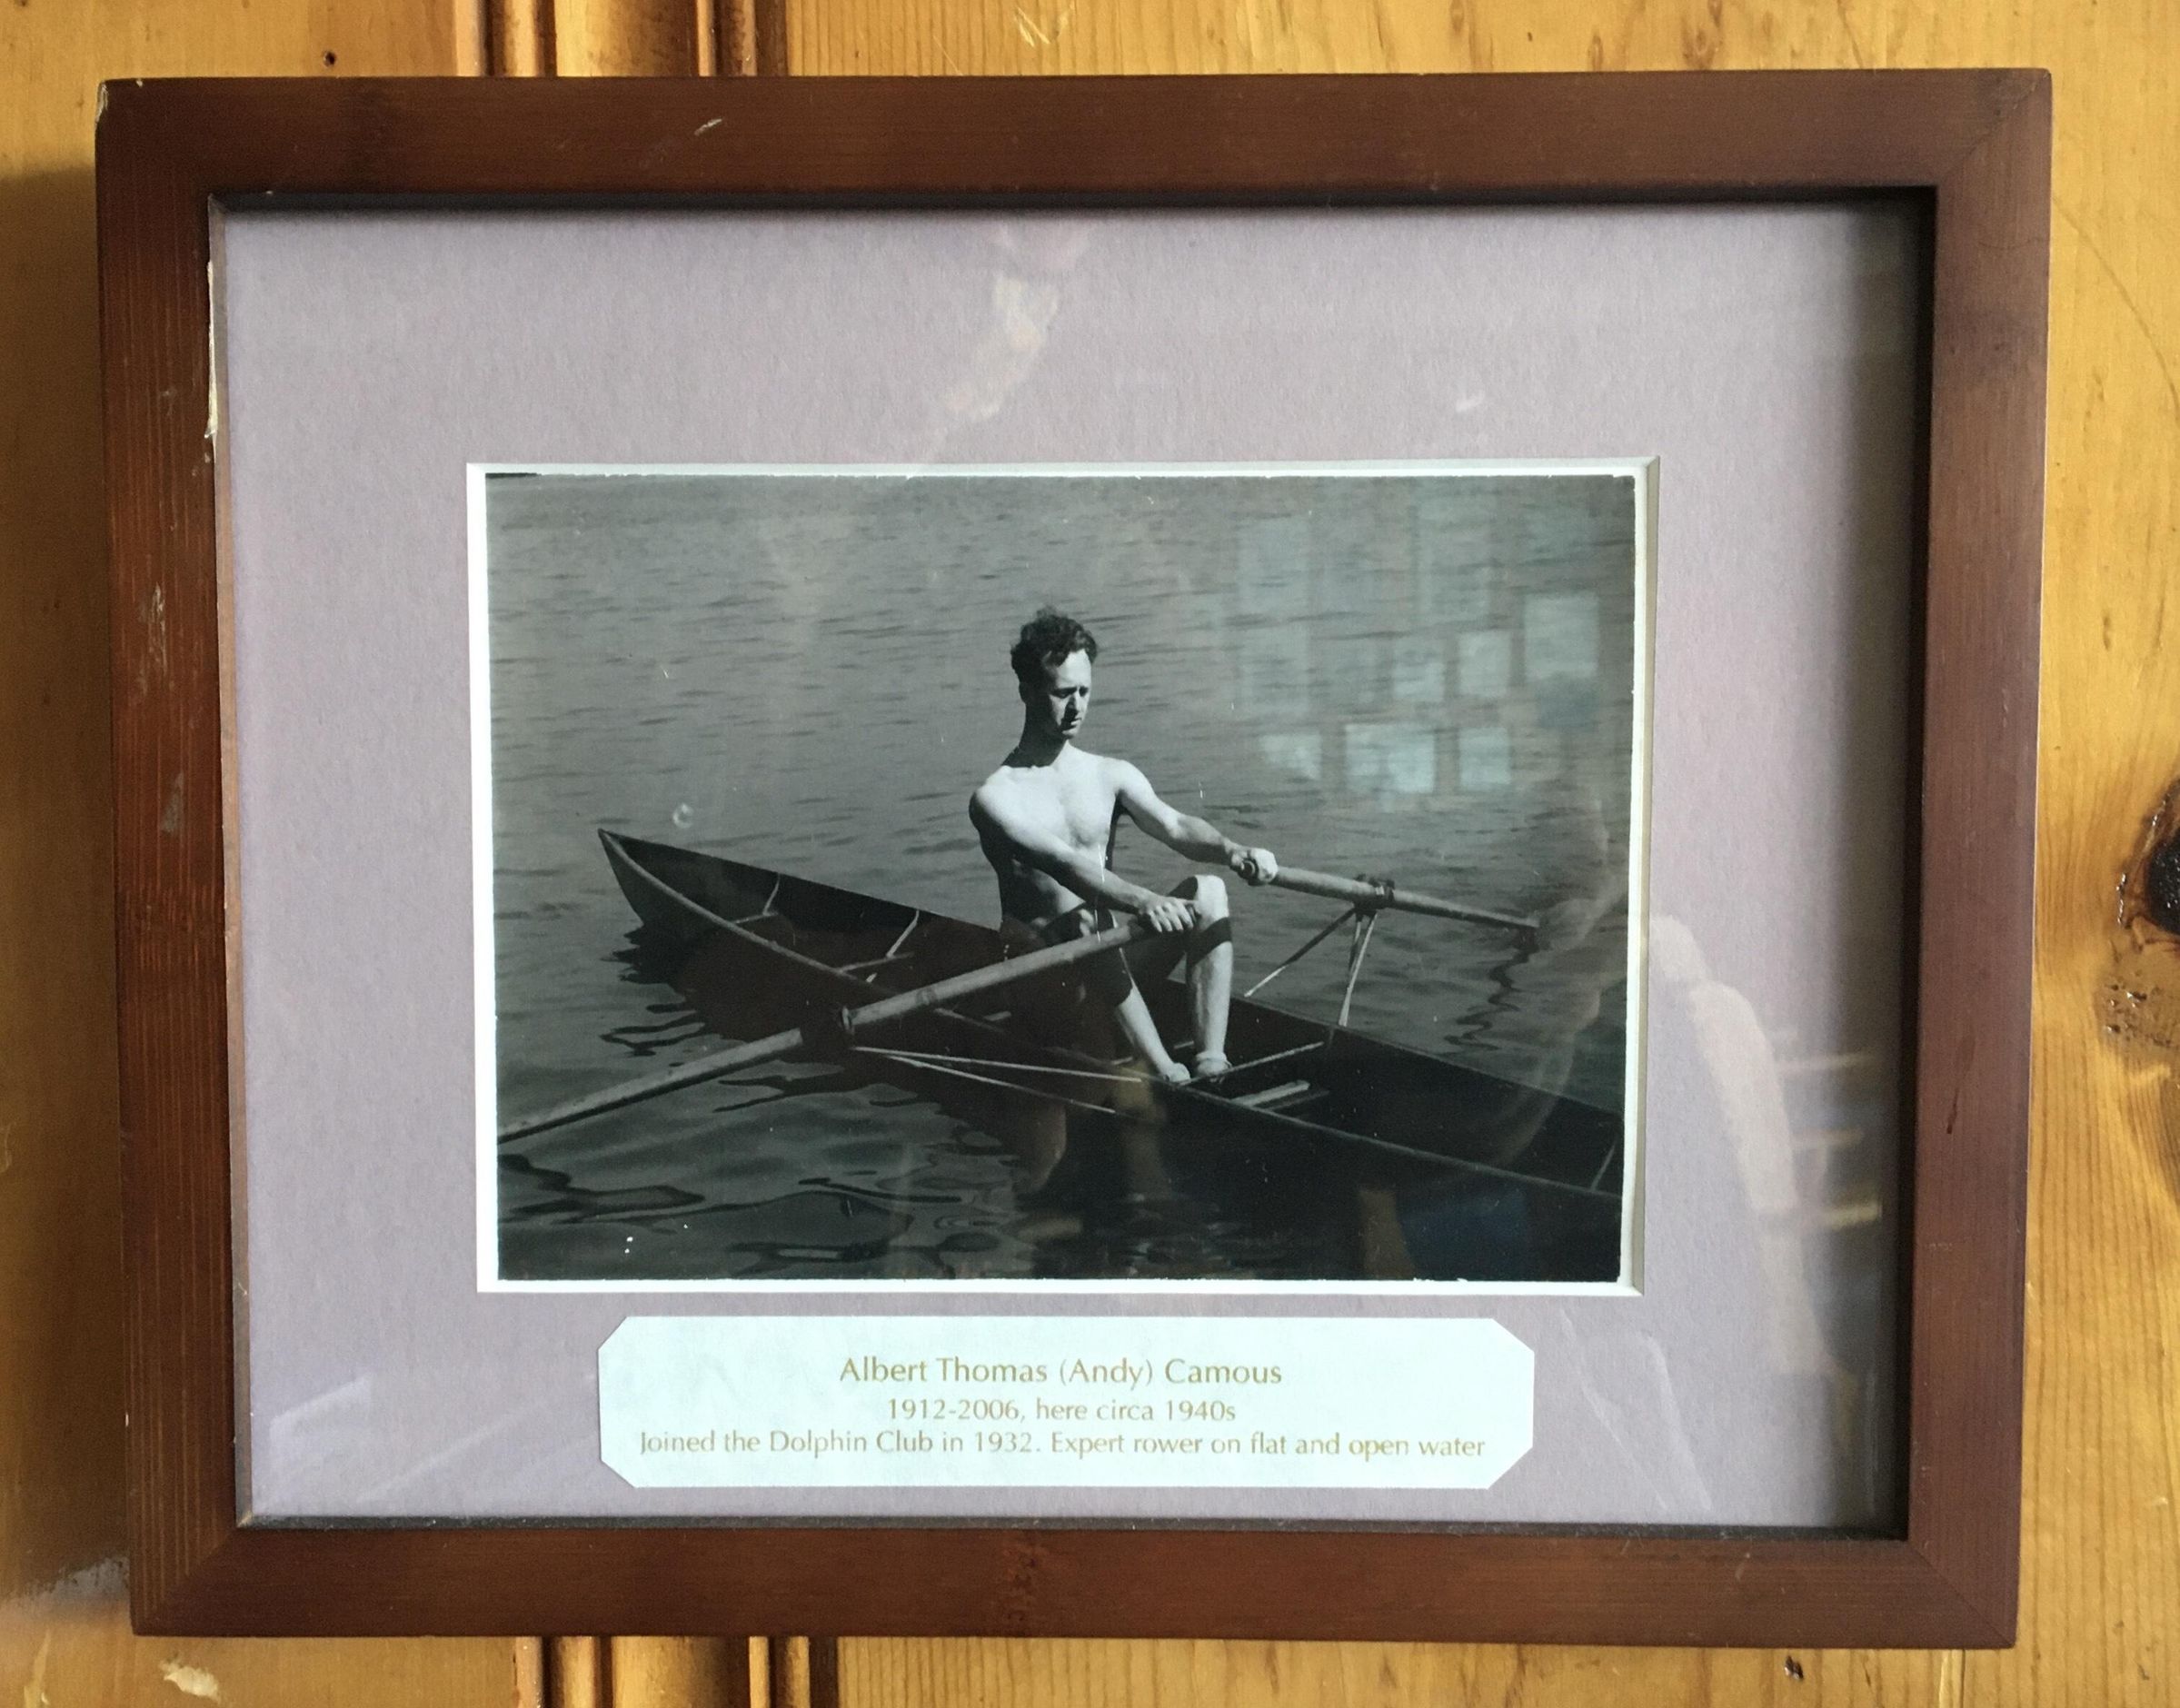 Albert Thomas (Andy) Camous
1912-2006, here circa 1940s
Joined the Dolphin Club in 1932. Expert rower on flat and open water